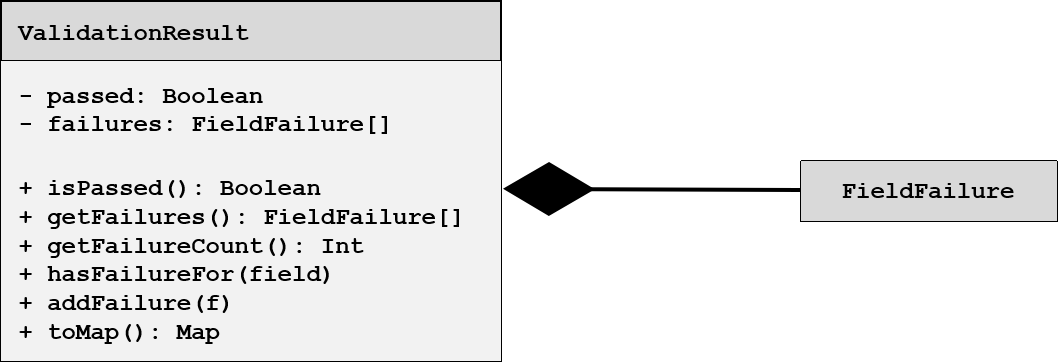 ValidationResult
- passed: Boolean
- failures: FieldFailure[]
+ isPassed(): Boolean
+ getFailures(): FieldFailure[]
+ getFailureCount(): Int
+ hasFailureFor(field)
+ addFailure(f)
+ toMap(): Map
FieldFailure